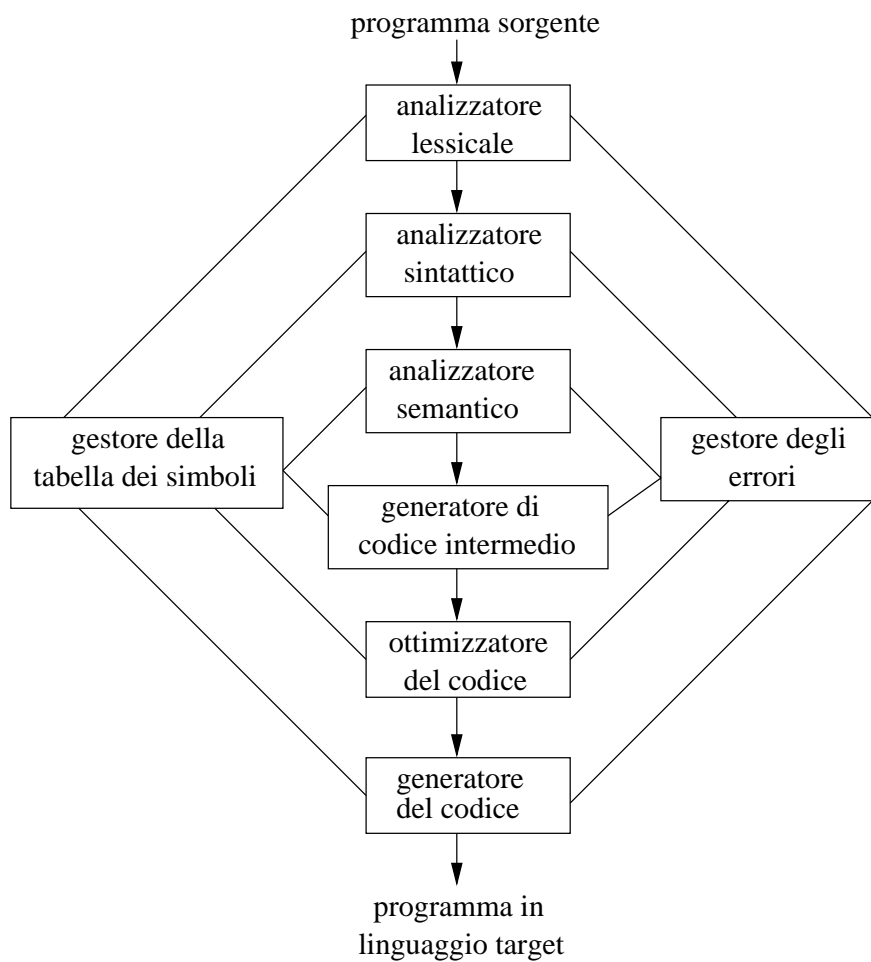 programma sorgente
analizzatore
lessicale
analizzatore
sintattico
analizzatore
semantico
gestore della
tabella dei simboli
gestore degli
errori
generatore di
codice intermedio
ottimizzatore
del codice
generatore
del codice
programma in
linguaggio target